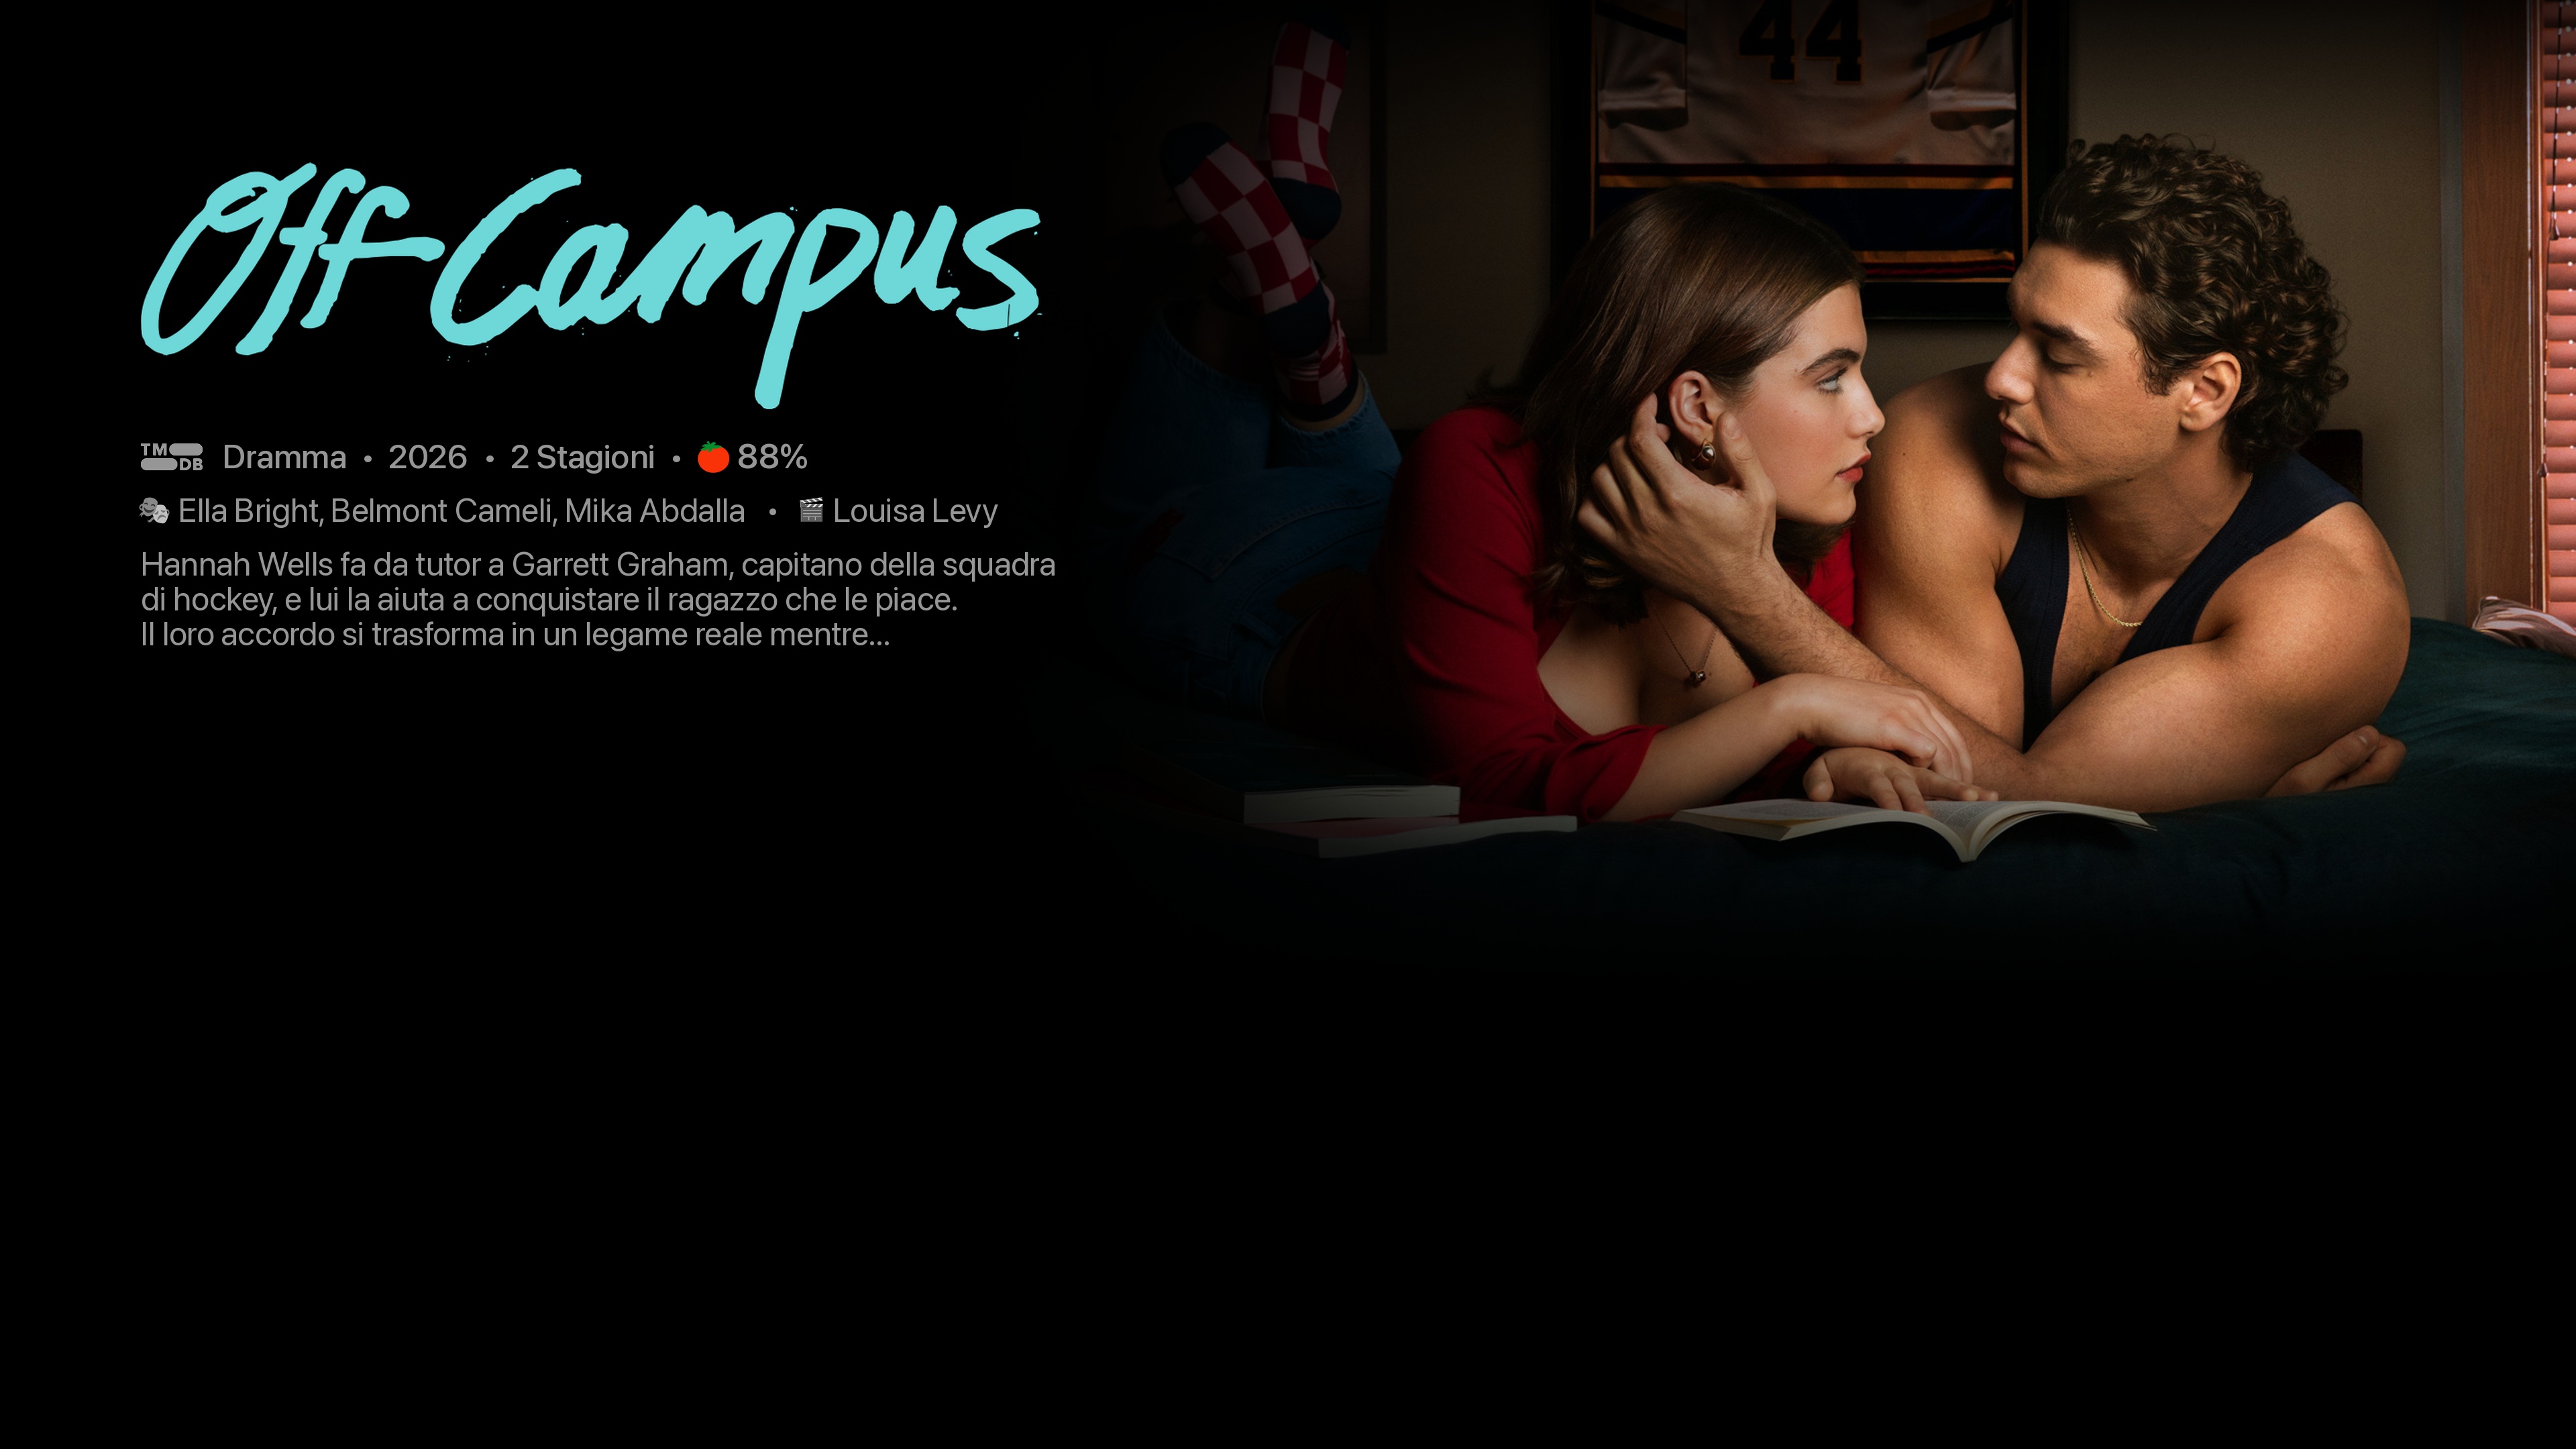 Off Campus
44
TMDB Dramma • 2026 • 2 Stagioni • 88%
Ella Bright, Belmont Cameli, Mika Abdalla • Louisa Levy
Hannah Wells fa da tutor a Garrett Graham, capitano della squadra
di hockey, e lui la aiuta a conquistare il ragazzo che le piace.
Il loro accordo si trasforma in un legame reale mentre...